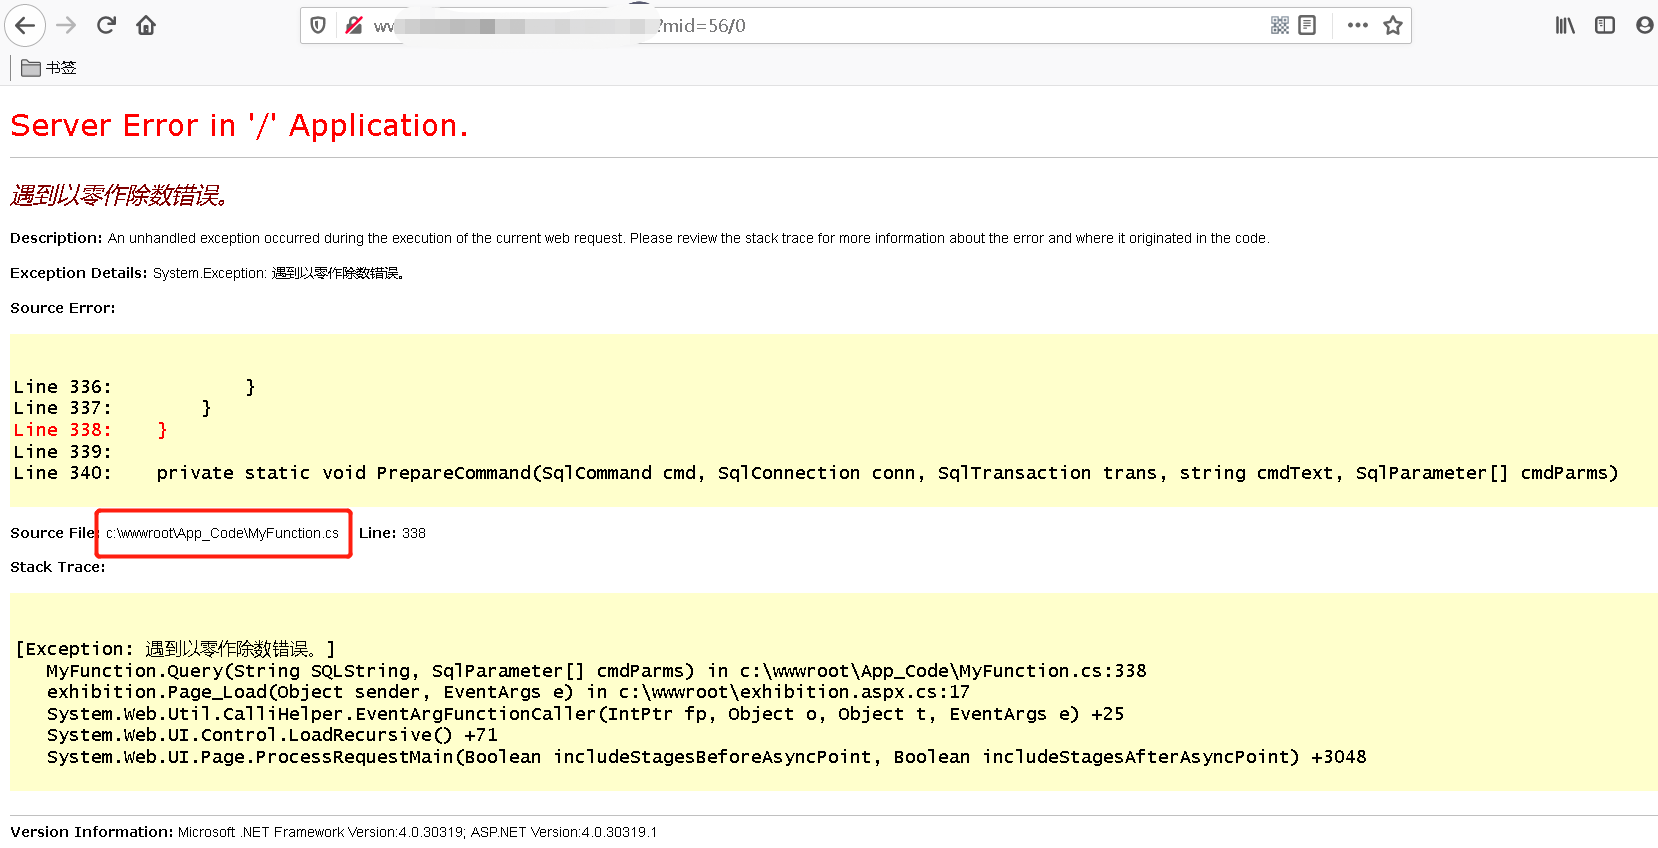 ?mid=56/0
书签
Server Error in '/' Application.
遇到以零作除数错误。
Description: An unhandled exception occurred during the execution of the current web request. Please review the stack trace for more information about the error and where it originated in the code.
Exception Details: System.Exception: 遇到以零作除数错误。
Source Error:
Line 336:            }
Line 337:        }
Line 338:    }
Line 339:
Line 340:    private static void PrepareCommand(SqlCommand cmd, SqlConnection conn, SqlTransaction trans, string cmdText, SqlParameter[] cmdParms)
Source File: c:\wwwroot\App_Code\MyFunction.cs    Line: 338
Stack Trace:
[Exception: 遇到以零作除数错误。]
   MyFunction.Query(String SQLString, SqlParameter[] cmdParms) in c:\wwwroot\App_Code\MyFunction.cs:338
   exhibition.Page_Load(Object sender, EventArgs e) in c:\wwwroot\exhibition.aspx.cs:17
   System.Web.Util.CalliHelper.EventArgFunctionCaller(IntPtr fp, Object o, Object t, EventArgs e) +25
   System.Web.UI.Control.LoadRecursive() +71
   System.Web.UI.Page.ProcessRequestMain(Boolean includeStagesBeforeAsyncPoint, Boolean includeStagesAfterAsyncPoint) +3048
Version Information: Microsoft .NET Framework Version:4.0.30319; ASP.NET Version:4.0.30319.1